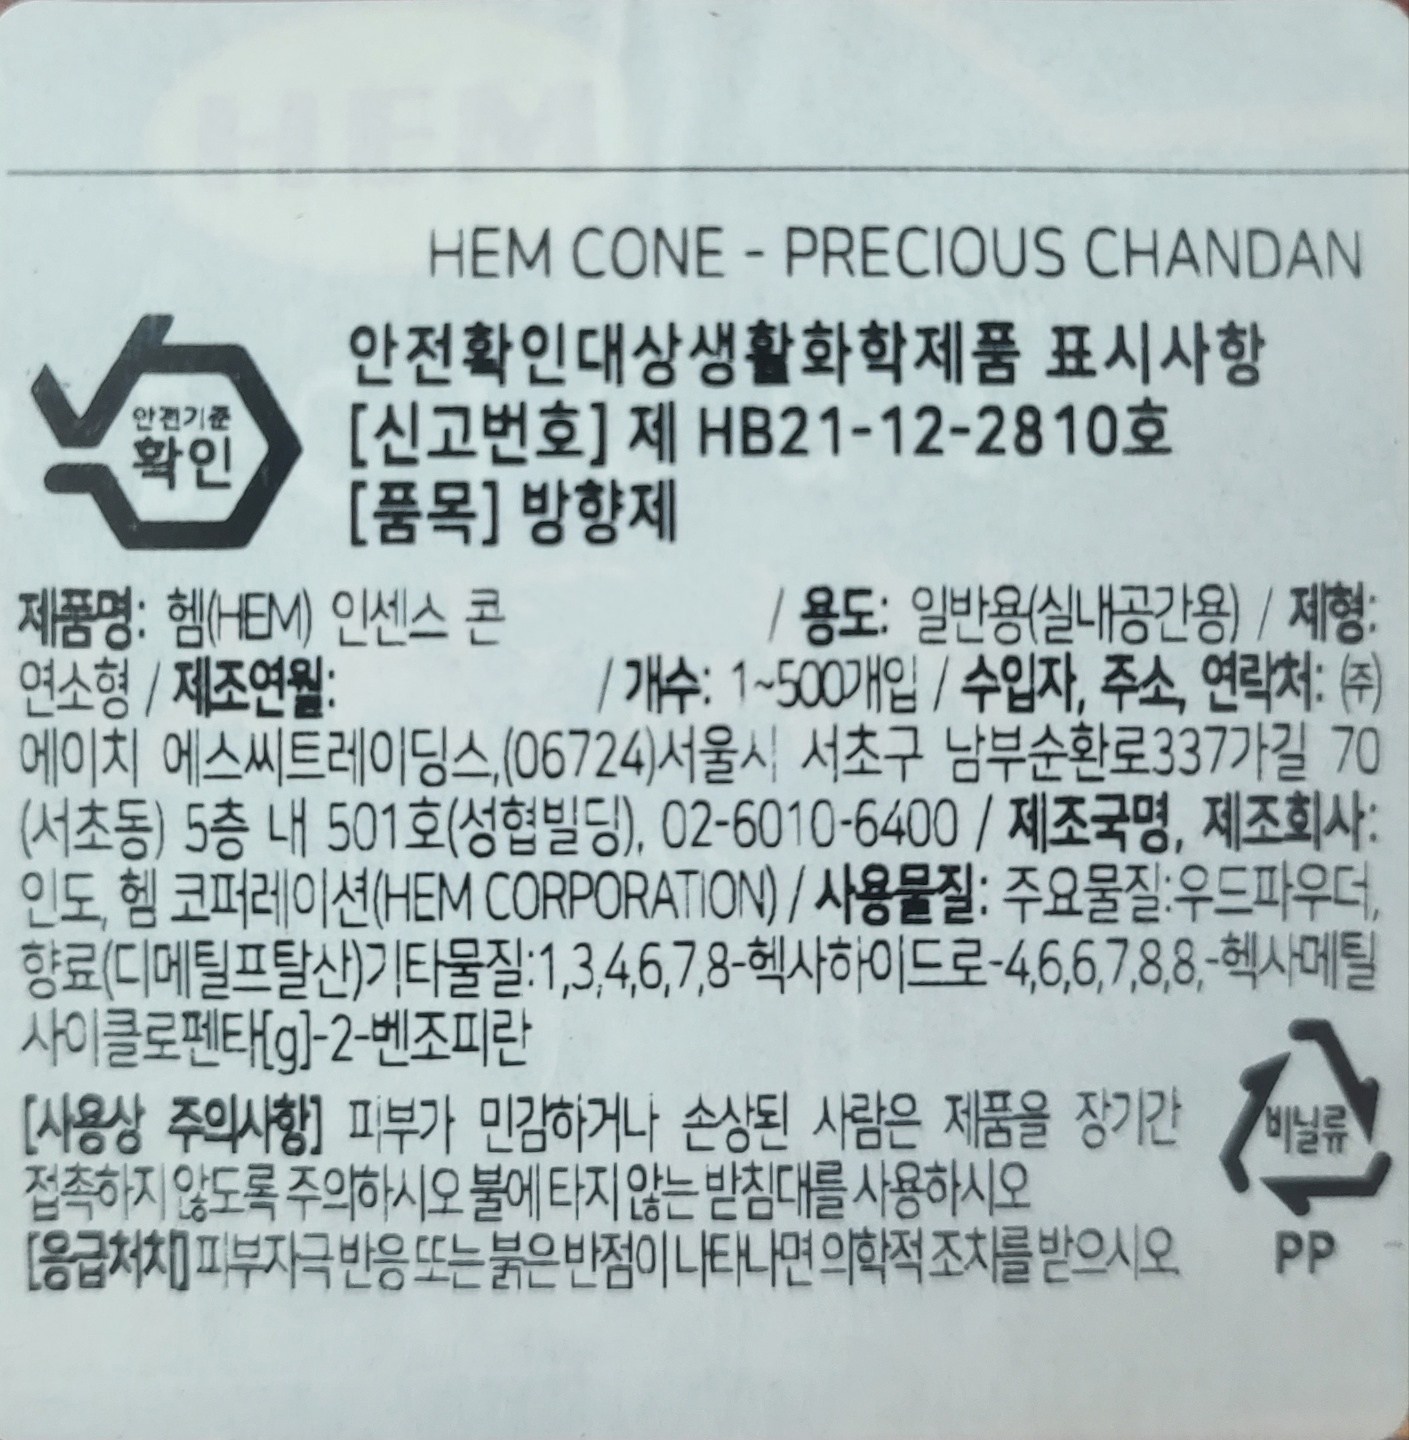 HEM
HEM CONE - PRECIOUS CHANDAN
안전기준
확인
안전확인대상생활화학제품 표시사항
[신고번호] 제 HB21-12-2810호
[품목] 방향제
제품명: 헴(HEM) 인센스 콘 / 용도: 일반용(실내공간용) / 제형:
연소형 / 제조연월: / 개수: 1~500개입 / 수입자, 주소, 연락처: ㈜
에이치 에스씨트레이딩스,(06724)서울시 서초구 남부순환로337가길 70
(서초동) 5층 내 501호(성협빌딩), 02-6010-6400 / 제조국명, 제조회사:
인도, 헴 코퍼레이션(HEM CORPORATION) / 사용물질: 주요물질:우드파우더,
향료(디메틸프탈산)기타물질:1,3,4,6,7,8-헥사하이드로-4,6,6,7,8,8,-헥사메틸
사이클로펜타[g]-2-벤조피란
[사용상 주의사항] 피부가 민감하거나 손상된 사람은 제품을 장기간
접촉하지 않도록 주의하시오 불에 타지 않는 받침대를 사용하시오
[응급처치] 피부자극 반응 또는 붉은 반점이 나타나면 의학적 조치를 받으시오
비닐류
PP